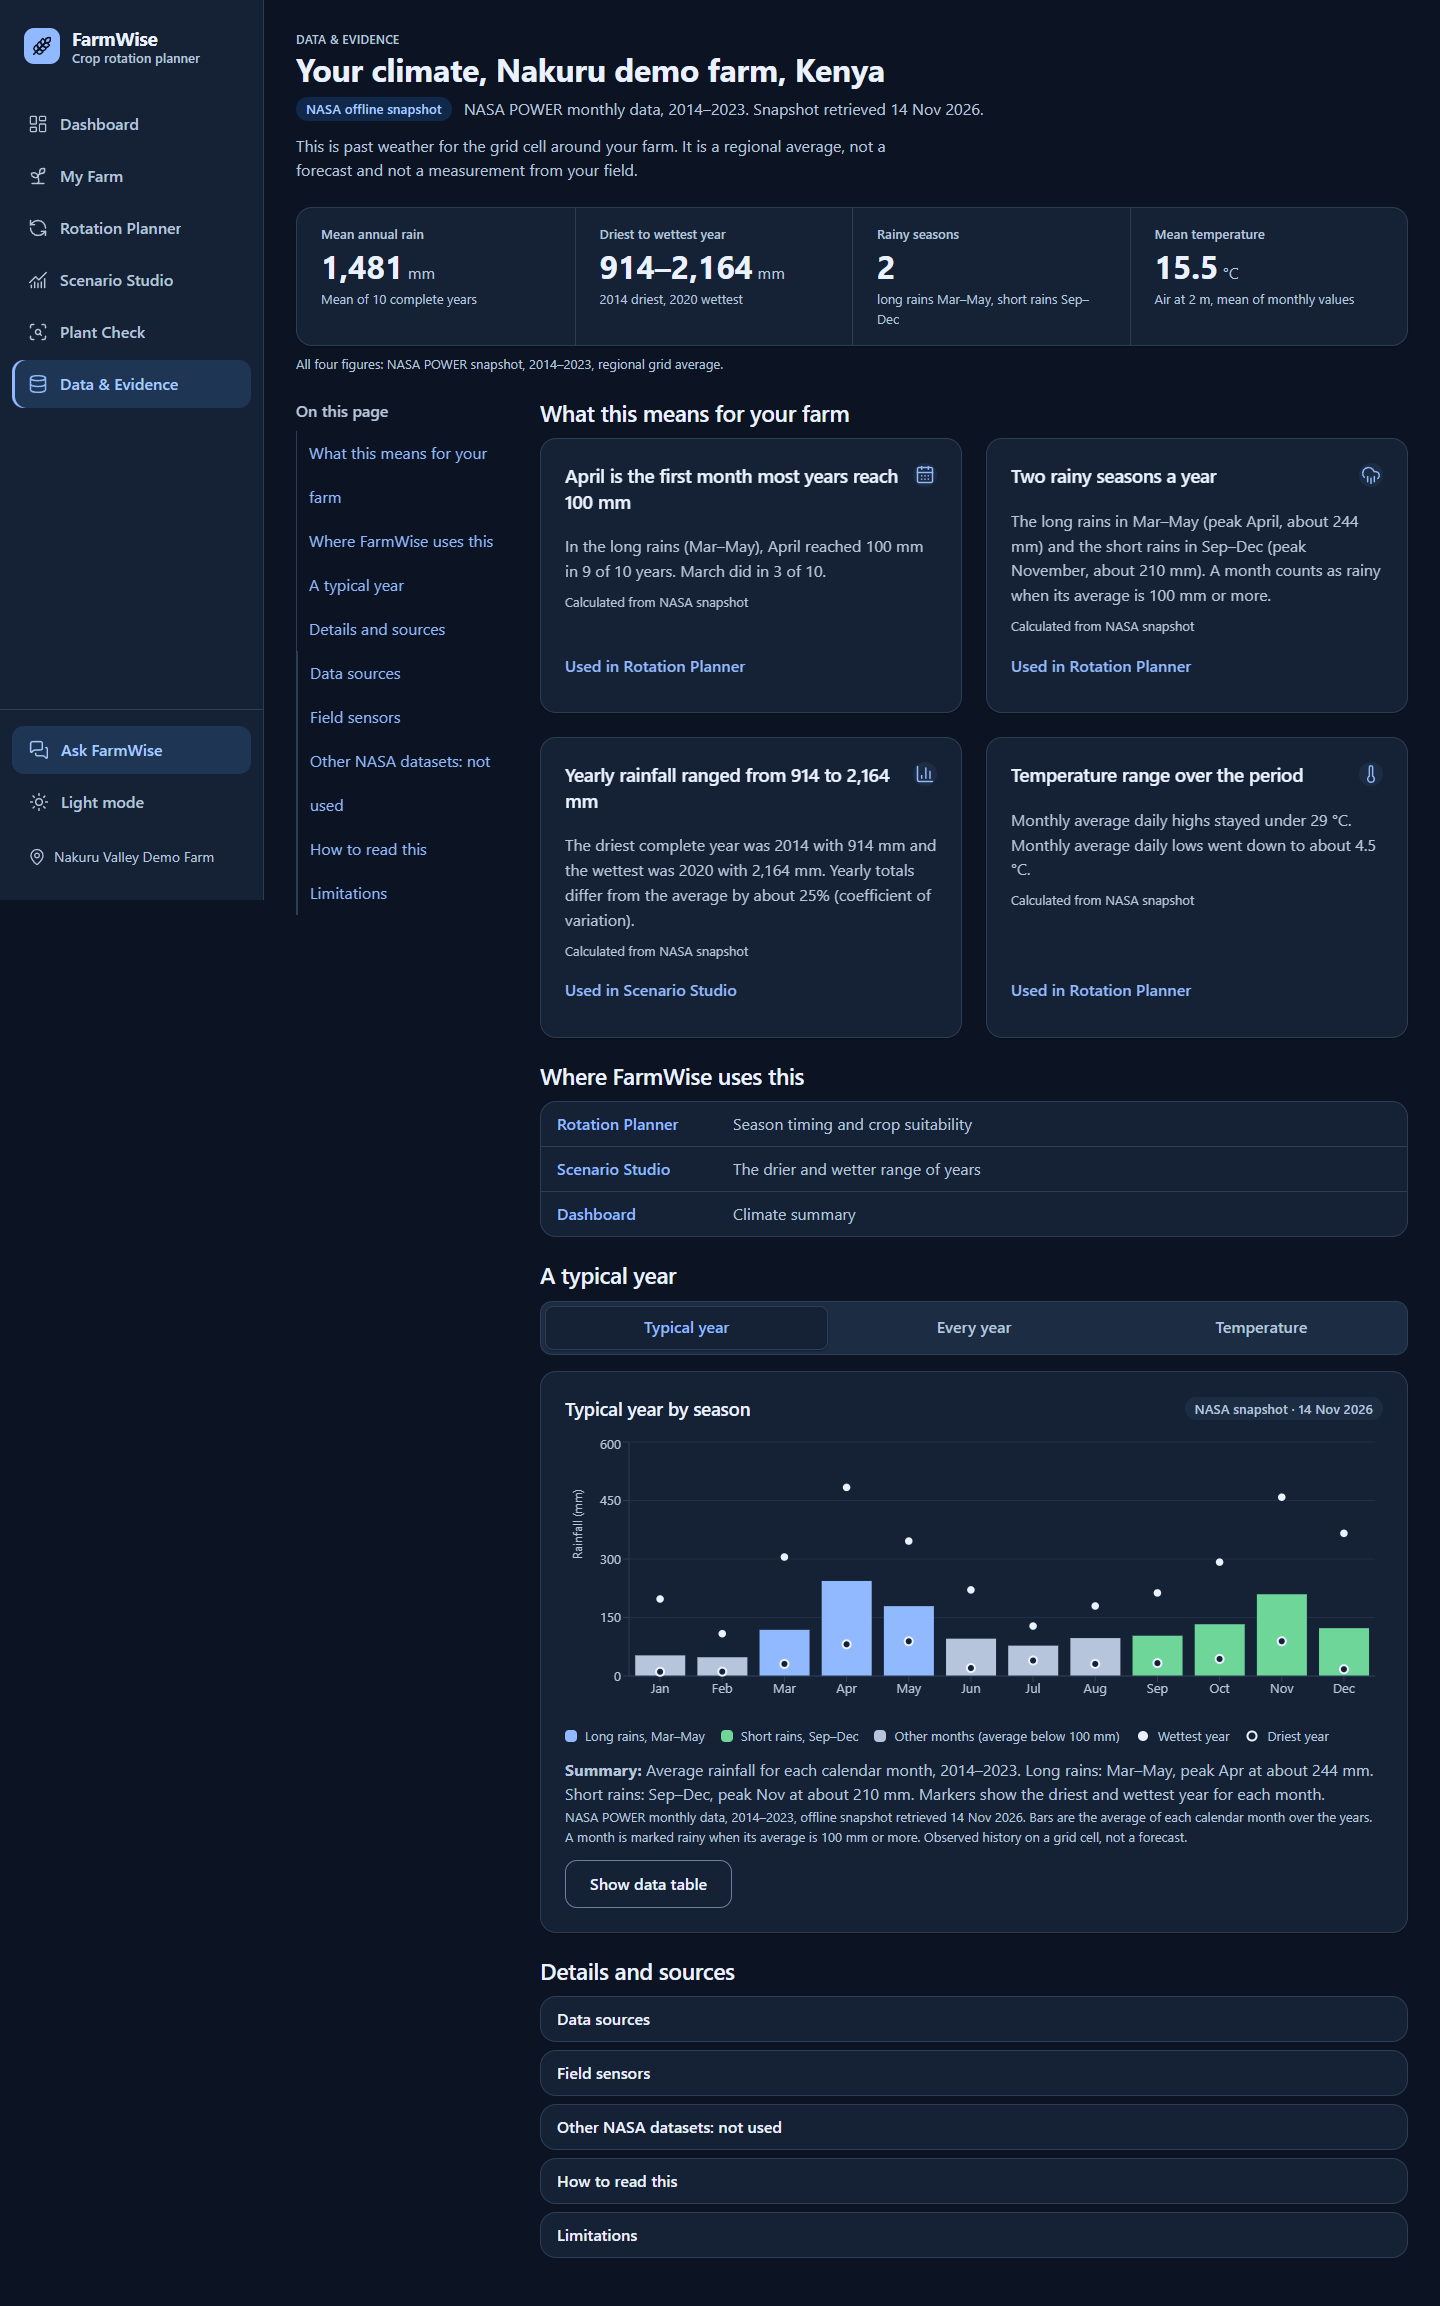 FarmWise
Crop rotation planner
Dashboard
My Farm
Rotation Planner
Scenario Studio
Plant Check
Data & Evidence
Ask FarmWise
Light mode
Nakuru Valley Demo Farm
DATA & EVIDENCE
Your climate, Nakuru demo farm, Kenya
NASA offline snapshot NASA POWER monthly data, 2014–2023. Snapshot retrieved 14 Nov 2026.
This is past weather for the grid cell around your farm. It is a regional average, not a
forecast and not a measurement from your field.
Mean annual rain
1,481 mm
Mean of 10 complete years
Driest to wettest year
914–2,164 mm
2014 driest, 2020 wettest
Rainy seasons
2
long rains Mar–May, short rains Sep–
Dec
Mean temperature
15.5 °C
Air at 2 m, mean of monthly values
All four figures: NASA POWER snapshot, 2014–2023, regional grid average.
On this page
What this means for your
farm
Where FarmWise uses this
A typical year
Details and sources
Data sources
Field sensors
Other NASA datasets: not
used
How to read this
Limitations
What this means for your farm
April is the first month most years reach
100 mm
In the long rains (Mar–May), April reached 100 mm
in 9 of 10 years. March did in 3 of 10.
Calculated from NASA snapshot
Used in Rotation Planner
Two rainy seasons a year
The long rains in Mar–May (peak April, about 244
mm) and the short rains in Sep–Dec (peak
November, about 210 mm). A month counts as rainy
when its average is 100 mm or more.
Calculated from NASA snapshot
Used in Rotation Planner
Yearly rainfall ranged from 914 to 2,164
mm
The driest complete year was 2014 with 914 mm and
the wettest was 2020 with 2,164 mm. Yearly totals
differ from the average by about 25% (coefficient of
variation).
Calculated from NASA snapshot
Used in Scenario Studio
Temperature range over the period
Monthly average daily highs stayed under 29 °C.
Monthly average daily lows went down to about 4.5
°C.
Calculated from NASA snapshot
Used in Rotation Planner
Where FarmWise uses this
Rotation Planner Season timing and crop suitability
Scenario Studio The drier and wetter range of years
Dashboard Climate summary
A typical year
Typical year Every year Temperature
Typical year by season
NASA snapshot · 14 Nov 2026
Rainfall (mm)
600
450
300
150
0
Jan Feb Mar Apr May Jun Jul Aug Sep Oct Nov Dec
Long rains, Mar–May Short rains, Sep–Dec Other months (average below 100 mm) Wettest year Driest year
Summary: Average rainfall for each calendar month, 2014–2023. Long rains: Mar–May, peak Apr at about 244 mm.
Short rains: Sep–Dec, peak Nov at about 210 mm. Markers show the driest and wettest year for each month.
NASA POWER monthly data, 2014–2023, offline snapshot retrieved 14 Nov 2026. Bars are the average of each calendar month over the years.
A month is marked rainy when its average is 100 mm or more. Observed history on a grid cell, not a forecast.
Show data table
Details and sources
Data sources
Field sensors
Other NASA datasets: not used
How to read this
Limitations